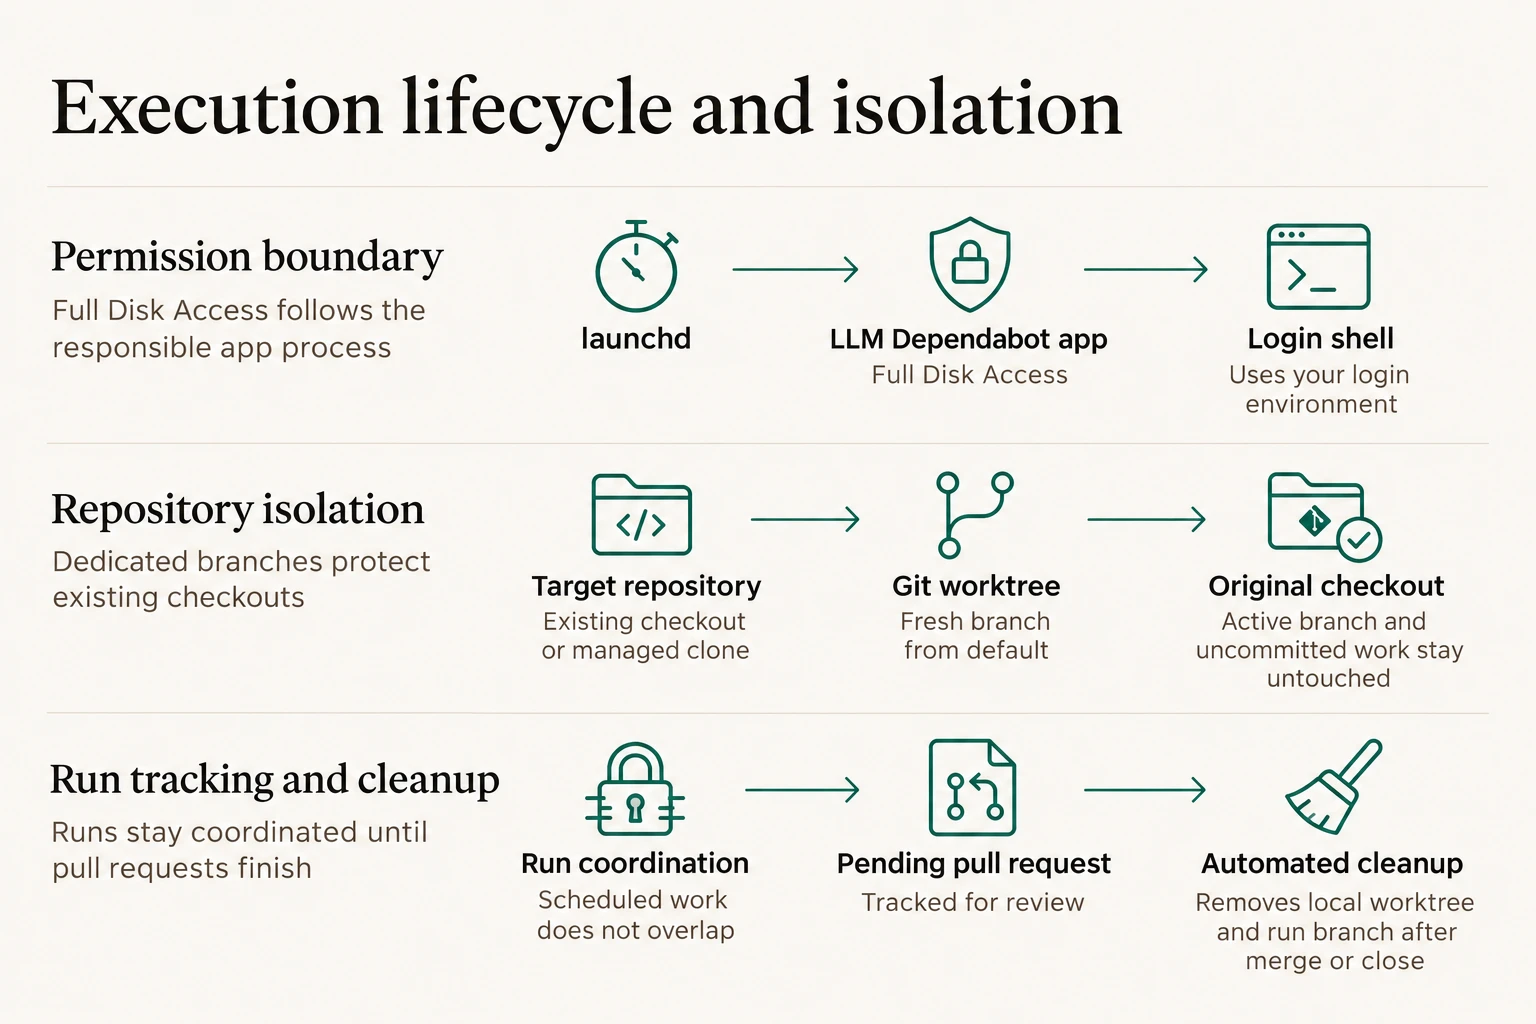 Execution lifecycle and isolation
Permission boundary
Full Disk Access follows the
responsible app process
launchd
LLM Dependabot app
Full Disk Access
Login shell
Uses your login
environment
Repository isolation
Dedicated branches protect
existing checkouts
Target repository
Existing checkout
or managed clone
Git worktree
Fresh branch
from default
Original checkout
Active branch and
uncommitted work stay
untouched
Run tracking and cleanup
Runs stay coordinated until
pull requests finish
Run coordination
Scheduled work
does not overlap
Pending pull request
Tracked for review
Automated cleanup
Removes local worktree
and run branch after
merge or close